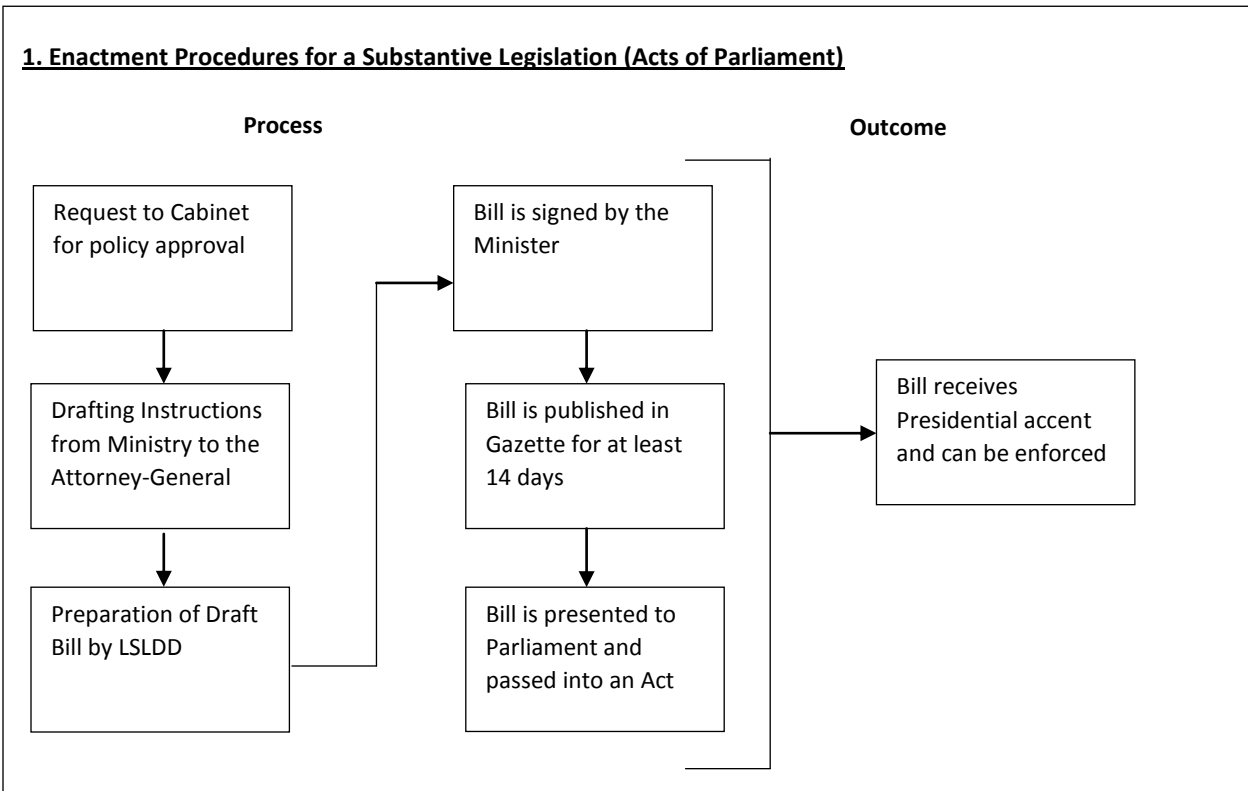 1. Enactment Procedures for a Substantive Legislation (Acts of Parliament)
Process
Outcome
Request to Cabinet
for policy approval
Drafting Instructions
from Ministry to the
Attorney-General
Preparation of Draft
Bill by LSLDD
Bill is signed by the
Minister
Bill is published in
Gazette for at least
14 days
Bill is presented to
Parliament and
passed into an Act
Bill receives
Presidential accent
and can be enforced